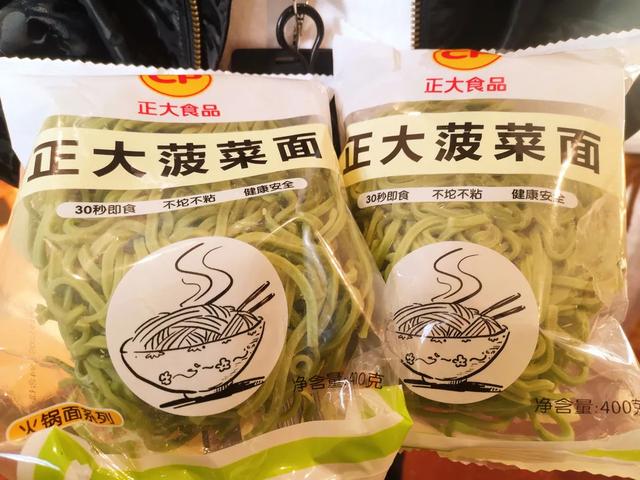 CP
正大食品
正大菠菜面
30秒即食 不坨不粘 健康安全
净含量:400克
火锅面系列
CP
正大食品
正大菠菜面
30秒即食 不坨不粘 健康安全
净含量:400克